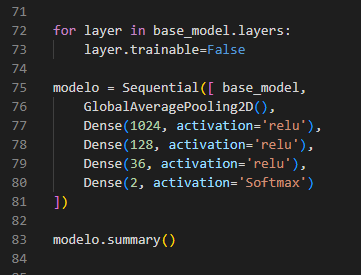 71
72 for layer in base_model.layers:
73     layer.trainable=False
74
75 modelo = Sequential([ base_model,
76     GlobalAveragePooling2D(),
77     Dense(1024, activation='relu'),
78     Dense(128, activation='relu'),
79     Dense(36, activation='relu'),
80     Dense(2, activation='Softmax')
81 ])
82
83 modelo.summary()
84